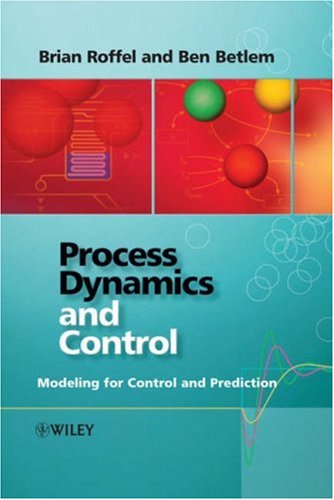 Brian Roffel and Ben Betlem
Process
Dynamics
and
Control
Modeling for Control and Prediction
WILEY